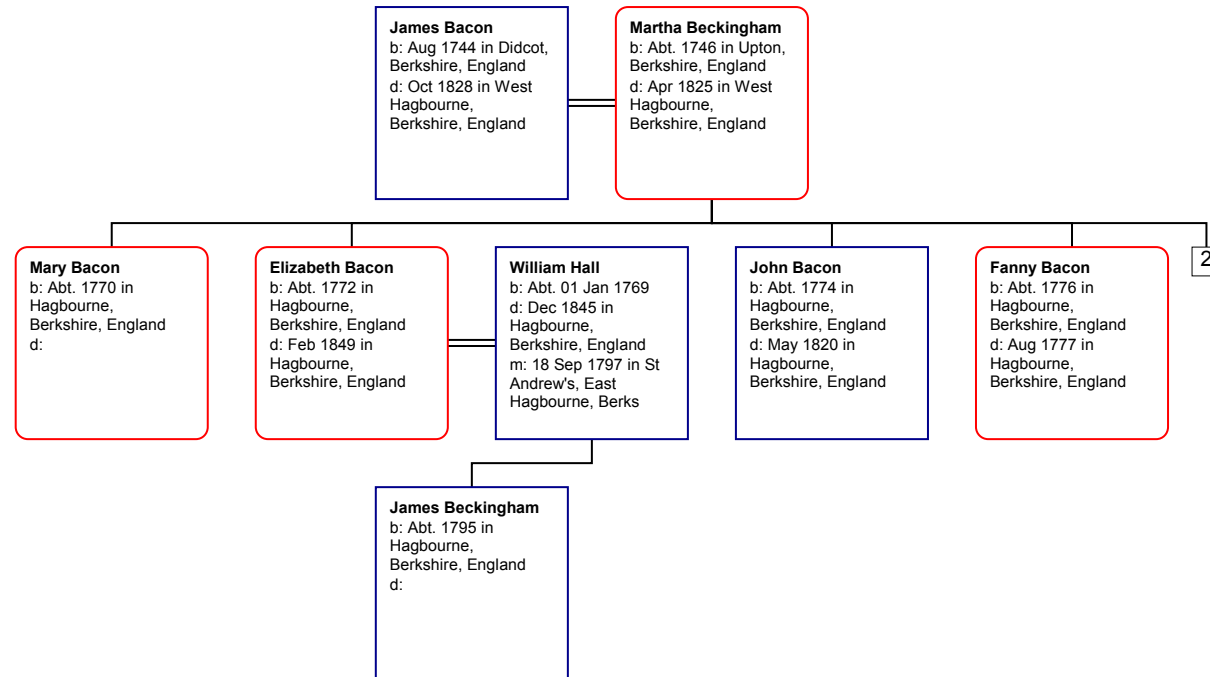 James Bacon
b: Aug 1744 in Didcot,
Berkshire, England
d: Oct 1828 in West
Hagbourne,
Berkshire, England
Martha Beckingham
b: Abt. 1746 in Upton,
Berkshire, England
d: Apr 1825 in West
Hagbourne,
Berkshire, England
Mary Bacon
b: Abt. 1770 in
Hagbourne,
Berkshire, England
d:
Elizabeth Bacon
b: Abt. 1772 in
Hagbourne,
Berkshire, England
d: Feb 1849 in
Hagbourne,
Berkshire, England
William Hall
b: Abt. 01 Jan 1769
d: Dec 1845 in
Hagbourne,
Berkshire, England
m: 18 Sep 1797 in St
Andrew's, East
Hagbourne, Berks
John Bacon
b: Abt. 1774 in
Hagbourne,
Berkshire, England
d: May 1820 in
Hagbourne,
Berkshire, England
Fanny Bacon
b: Abt. 1776 in
Hagbourne,
Berkshire, England
d: Aug 1777 in
Hagbourne,
Berkshire, England
2
James Beckingham
b: Abt. 1795 in
Hagbourne,
Berkshire, England
d: